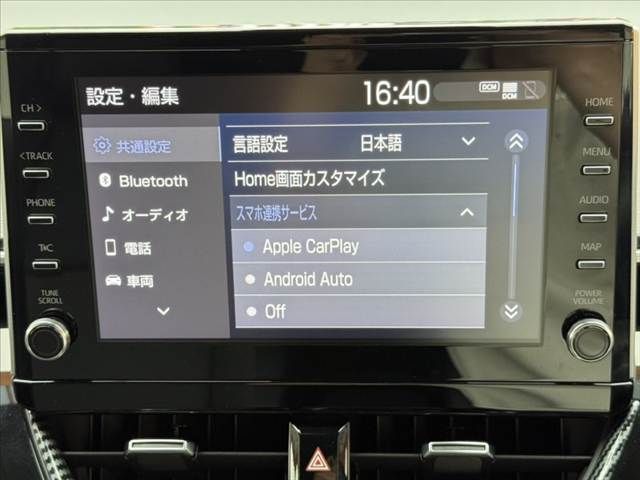 設定・編集
16:40
DCM
DCM
CH >
<TRACK
PHONE
TUNE
SCROLL
共通設定
Bluetooth
オーディオ
電話
車両
言語設定 日本語
Home画面カスタマイズ
スマホ連携サービス
Apple CarPlay
Android Auto
Off
HOME
MENU
AUDIO
MAP
POWER
VOLUME